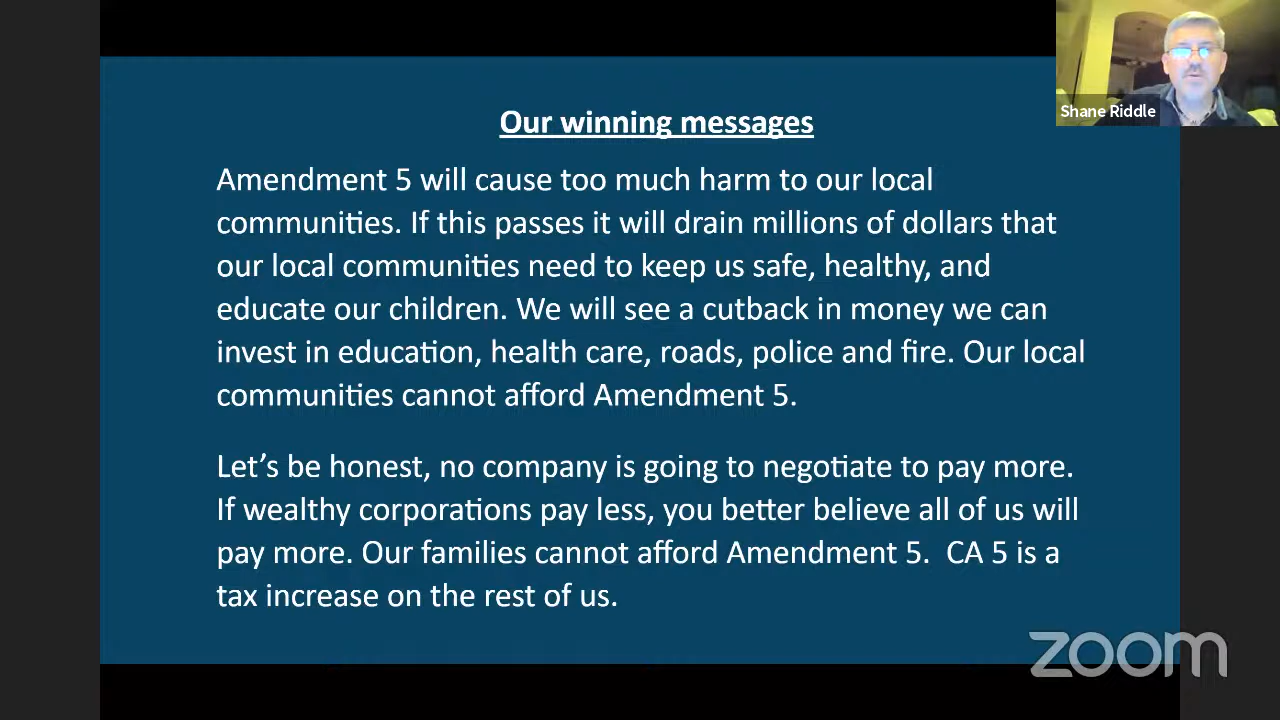 Shane Riddle
Our winning messages
Amendment 5 will cause too much harm to our local
communities. If this passes it will drain millions of dollars that
our local communities need to keep us safe, healthy, and
educate our children. We will see a cutback in money we can
invest in education, health care, roads, police and fire. Our local
communities cannot afford Amendment 5.
Let’s be honest, no company is going to negotiate to pay more.
If wealthy corporations pay less, you better believe all of us will
pay more. Our families cannot afford Amendment 5.  CA 5 is a
tax increase on the rest of us.
zoom